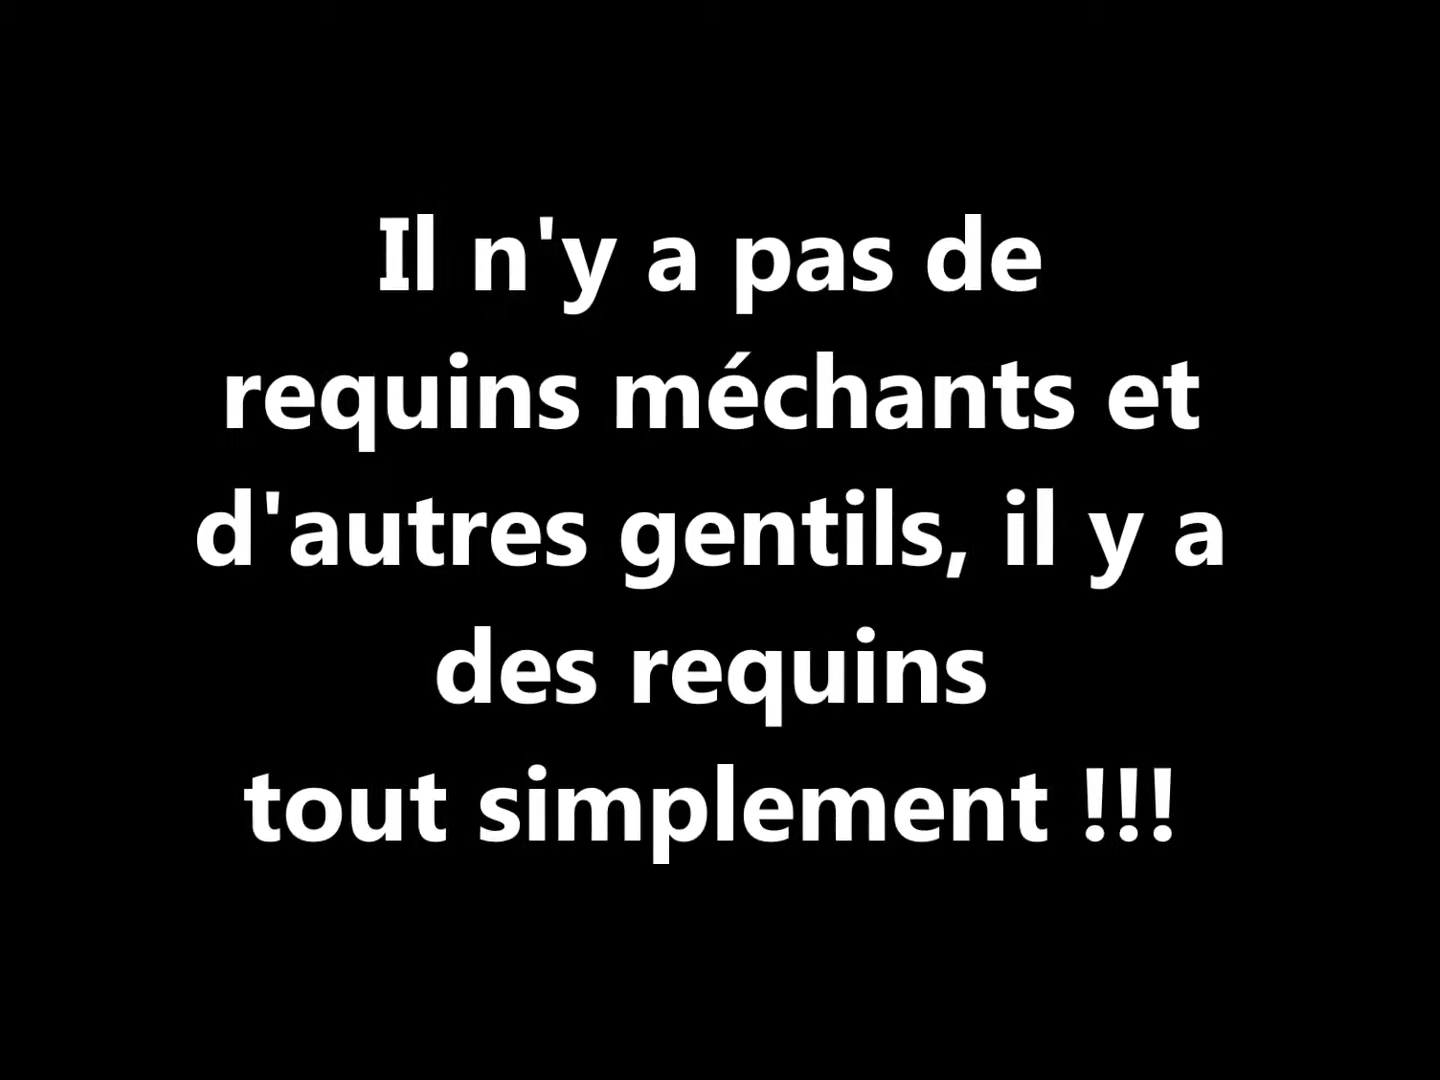 Il n'y a pas de
requins méchants et
d'autres gentils, il y a
des requins
tout simplement !!!